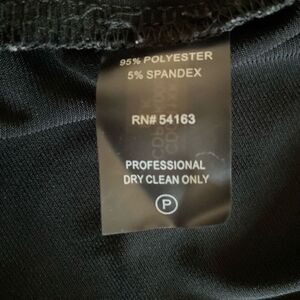 95% POLYESTER
5% SPANDEX
RN# 54163
PROFESSIONAL
DRY CLEAN ONLY
P